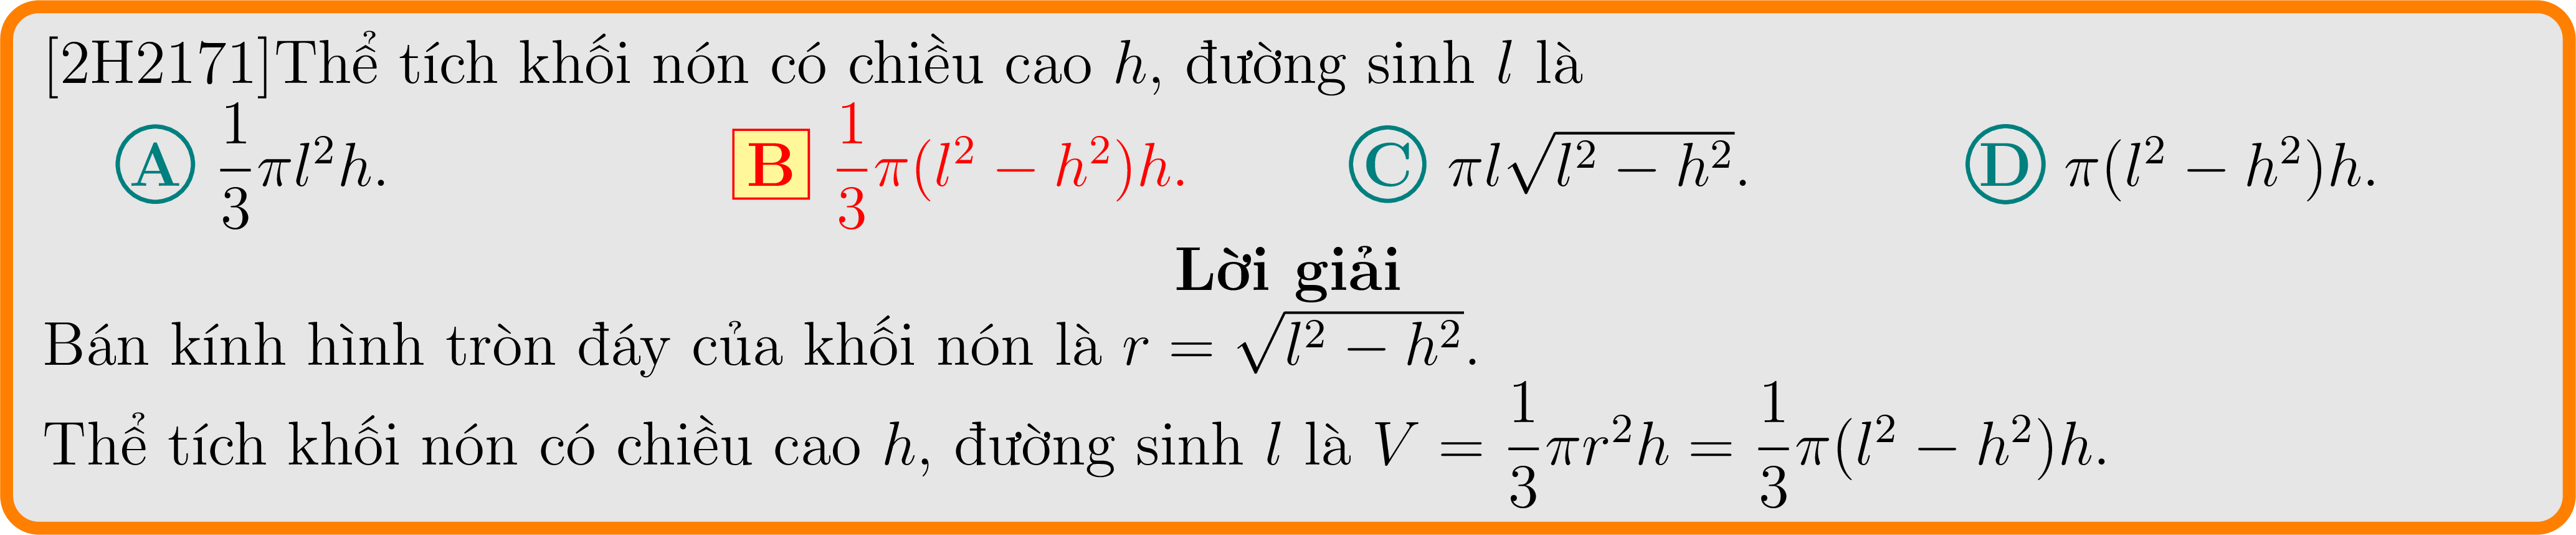 [2H2171]Thể tích khối nón có chiều cao h, đường sinh l là
A $\frac{1}{3}\pi l^2h$. B $\frac{1}{3}\pi(l^2 - h^2)h$. C $\pi l\sqrt{l^2 - h^2}$. D $\pi(l^2 - h^2)h$.
Lời giải
Bán kính hình tròn đáy của khối nón là $r = \sqrt{l^2 - h^2}$.
Thể tích khối nón có chiều cao h, đường sinh l là $V = \frac{1}{3}\pi r^2h = \frac{1}{3}\pi(l^2 - h^2)h$.